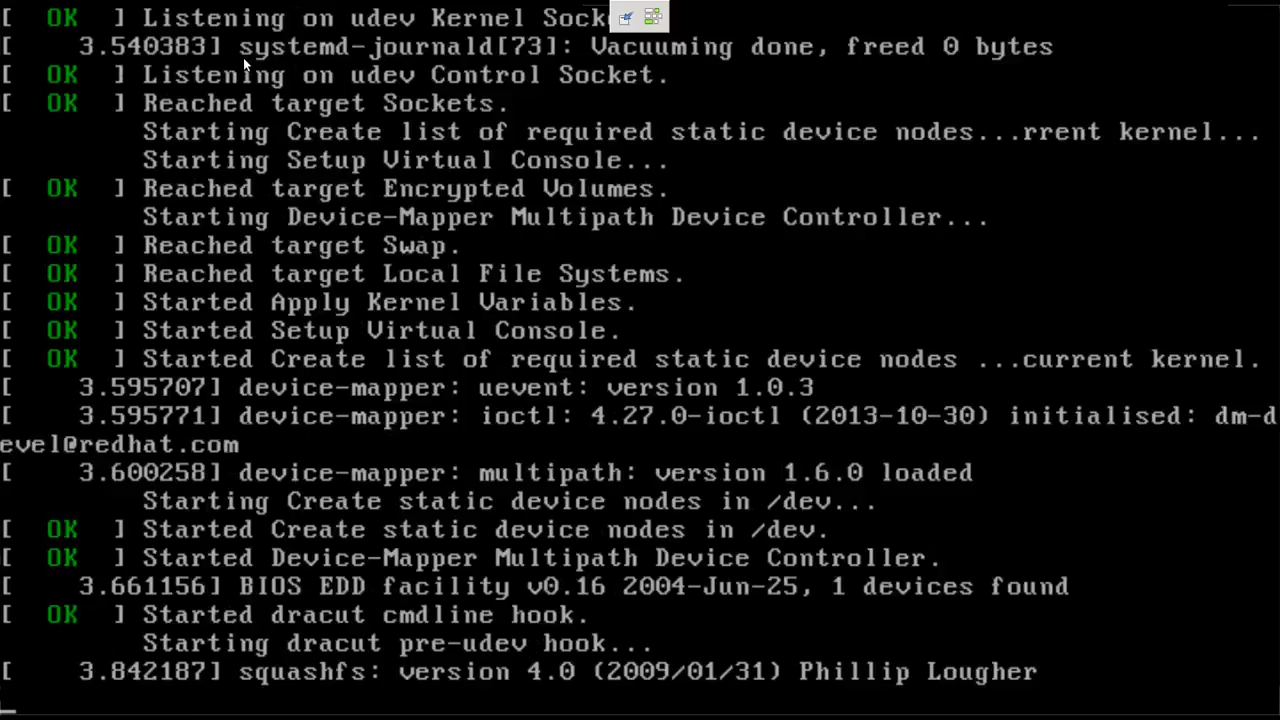 [  OK  ] Listening on udev Kernel Sock
[    3.540383] systemd-journald[73]: Vacuuming done, freed 0 bytes
[  OK  ] Listening on udev Control Socket.
[  OK  ] Reached target Sockets.
         Starting Create list of required static device nodes...rrent kernel...
         Starting Setup Virtual Console...
[  OK  ] Reached target Encrypted Volumes.
         Starting Device-Mapper Multipath Device Controller...
[  OK  ] Reached target Swap.
[  OK  ] Reached target Local File Systems.
[  OK  ] Started Apply Kernel Variables.
[  OK  ] Started Setup Virtual Console.
[  OK  ] Started Create list of required static device nodes ...current kernel.
[    3.595707] device-mapper: uevent: version 1.0.3
[    3.595771] device-mapper: ioctl: 4.27.0-ioctl (2013-10-30) initialised: dm-d
evel@redhat.com
[    3.600258] device-mapper: multipath: version 1.6.0 loaded
         Starting Create static device nodes in /dev...
[  OK  ] Started Create static device nodes in /dev.
[  OK  ] Started Device-Mapper Multipath Device Controller.
[    3.661156] BIOS EDD facility v0.16 2004-Jun-25, 1 devices found
[  OK  ] Started dracut cmdline hook.
         Starting dracut pre-udev hook...
[    3.842187] squashfs: version 4.0 (2009/01/31) Phillip Lougher